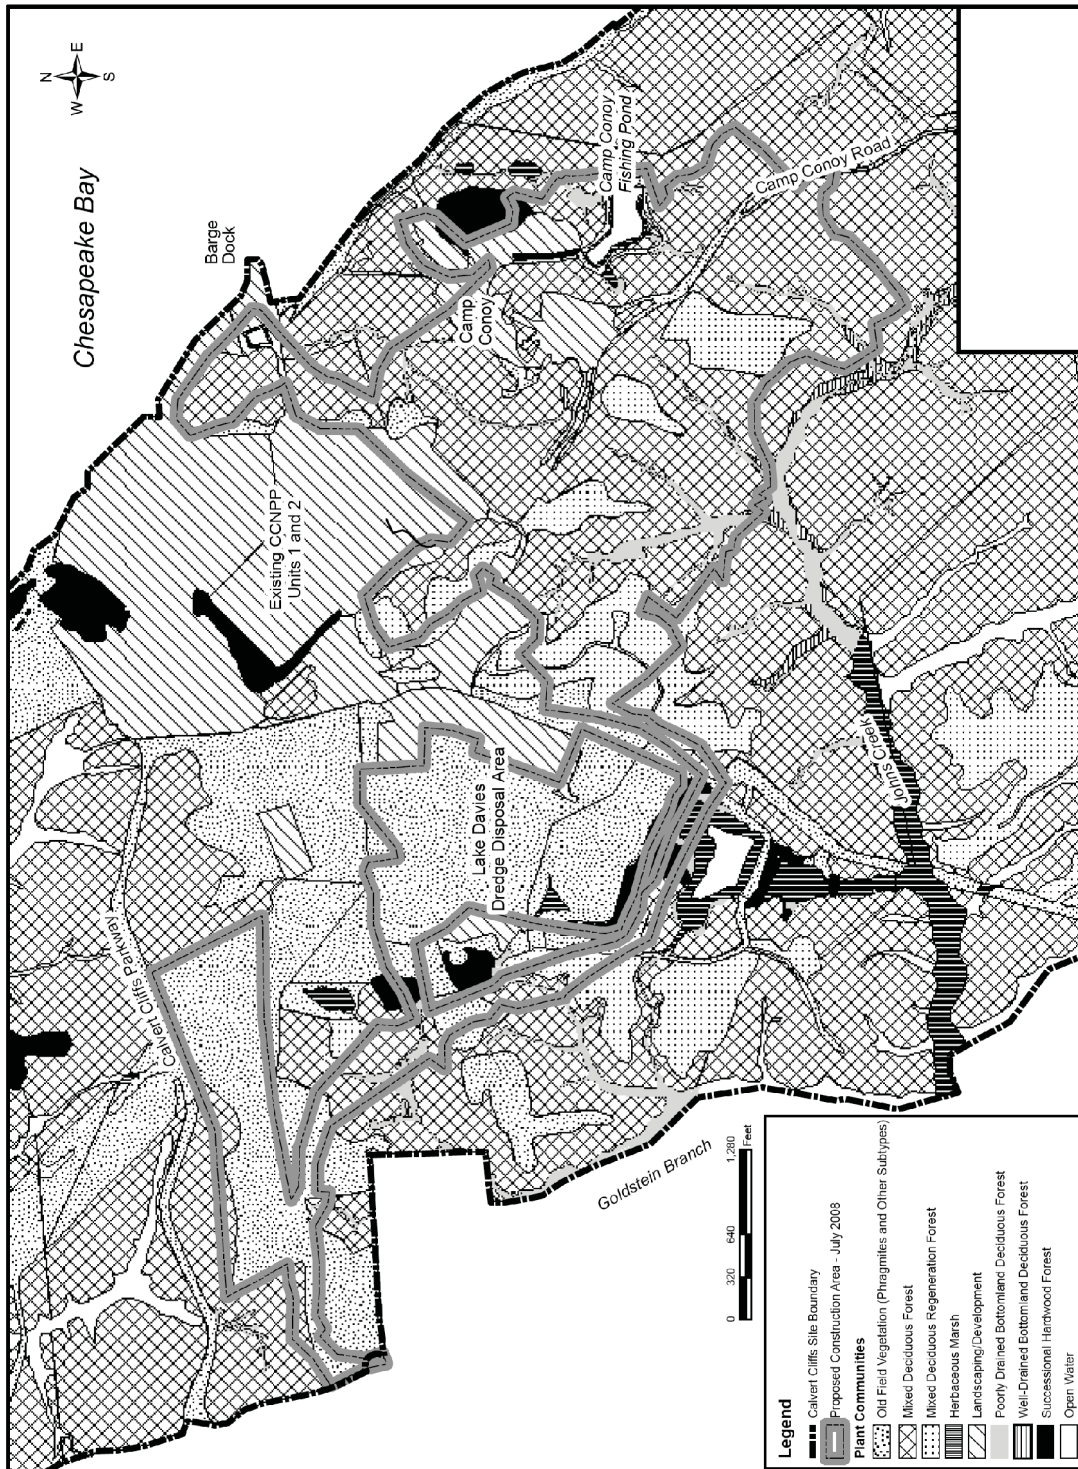 N
W E
S
Chesapeake Bay
Barge
Dock
Existing CCNPP
Units 1 and 2
Camp
Conoy
Camp Conoy
Fishing Pond
Camp Conoy Road
Calvert Cliffs Parkway
Lake Davies
Dredge Disposal Area
Johns Creek
Goldstein Branch
0 320 640 1,280
Feet
Legend
Calvert Cliffs Site Boundary
Proposed Construction Area - July 2008
Plant Communities
Old Field Vegetation (Phragmites and Other Subtypes)
Mixed Deciduous Forest
Mixed Deciduous Regeneration Forest
Herbaceous Marsh
Landscaping/Development
Poorly Drained Bottomland Deciduous Forest
Well-Drained Bottomland Deciduous Forest
Successional Hardwood Forest
Open Water